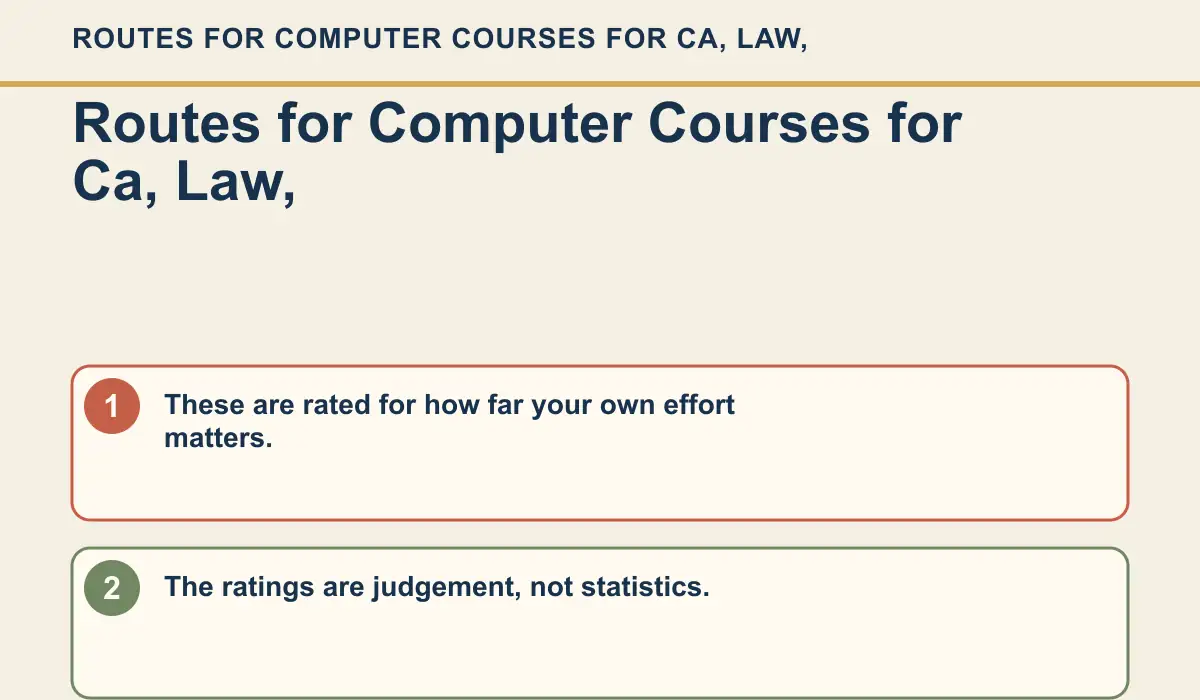 ROUTES FOR COMPUTER COURSES FOR CA, LAW,
Routes for Computer Courses for
Ca, Law,
1
These are rated for how far your own effort
matters.
2
The ratings are judgement, not statistics.